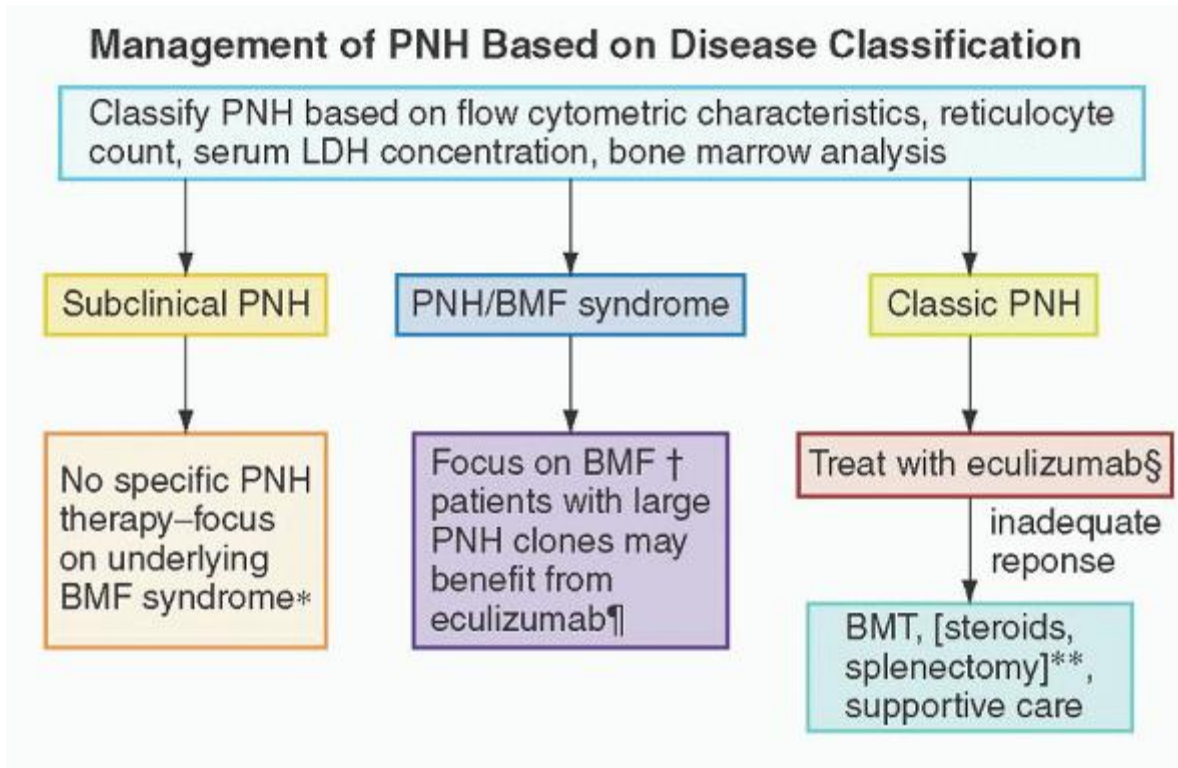 Management of PNH Based on Disease Classification
Classify PNH based on flow cytometric characteristics, reticulocyte
count, serum LDH concentration, bone marrow analysis
Subclinical PNH
PNH/BMF syndrome
Classic PNH
No specific PNH
therapy–focus
on underlying
BMF syndrome*
Focus on BMF †
patients with large
PNH clones may
benefit from
eculizumab¶
Treat with eculizumab§
inadequate
reponse
BMT, [steroids,
splenectomy]**,
supportive care